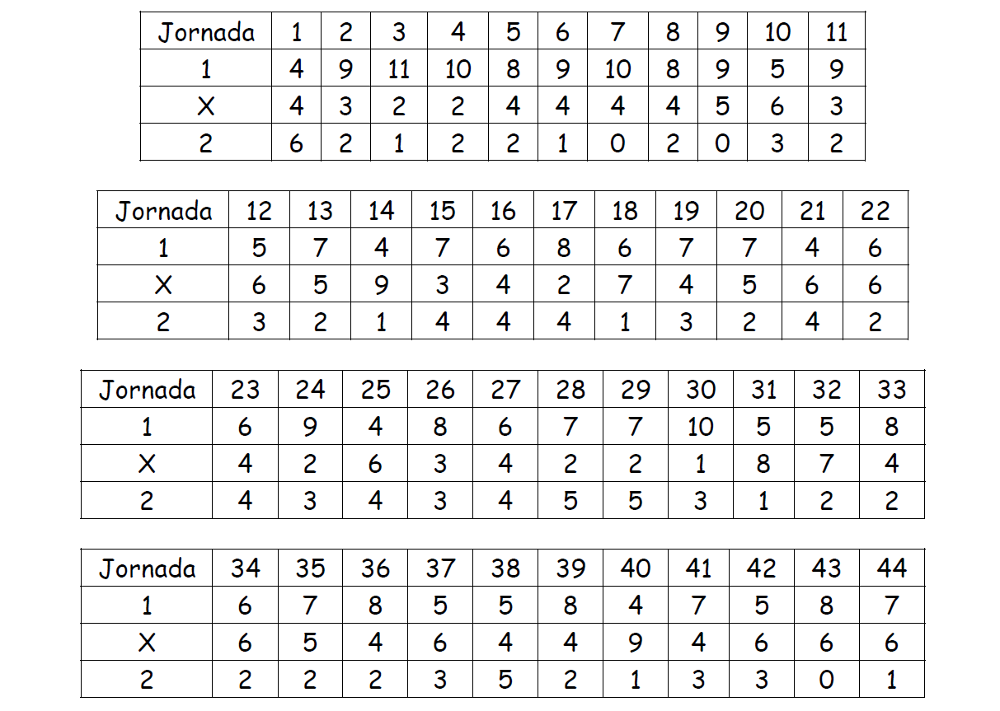 Jornada 1 2 3 4 5 6 7 8 9 10 11
1 4 9 11 10 8 9 10 8 9 5 9
X 4 3 2 2 4 4 4 4 5 6 3
2 6 2 1 2 2 1 0 2 0 3 2
Jornada 12 13 14 15 16 17 18 19 20 21 22
1 5 7 4 7 6 8 6 7 7 4 6
X 6 5 9 3 4 2 7 4 5 6 6
2 3 2 1 4 4 4 1 3 2 4 2
Jornada 23 24 25 26 27 28 29 30 31 32 33
1 6 9 4 8 6 7 7 10 5 5 8
X 4 2 6 3 4 2 2 1 8 7 4
2 4 3 4 3 4 5 5 3 1 2 2
Jornada 34 35 36 37 38 39 40 41 42 43 44
1 6 7 8 5 5 8 4 7 5 8 7
X 6 5 4 6 4 4 9 4 6 6 6
2 2 2 2 3 5 2 1 3 3 0 1